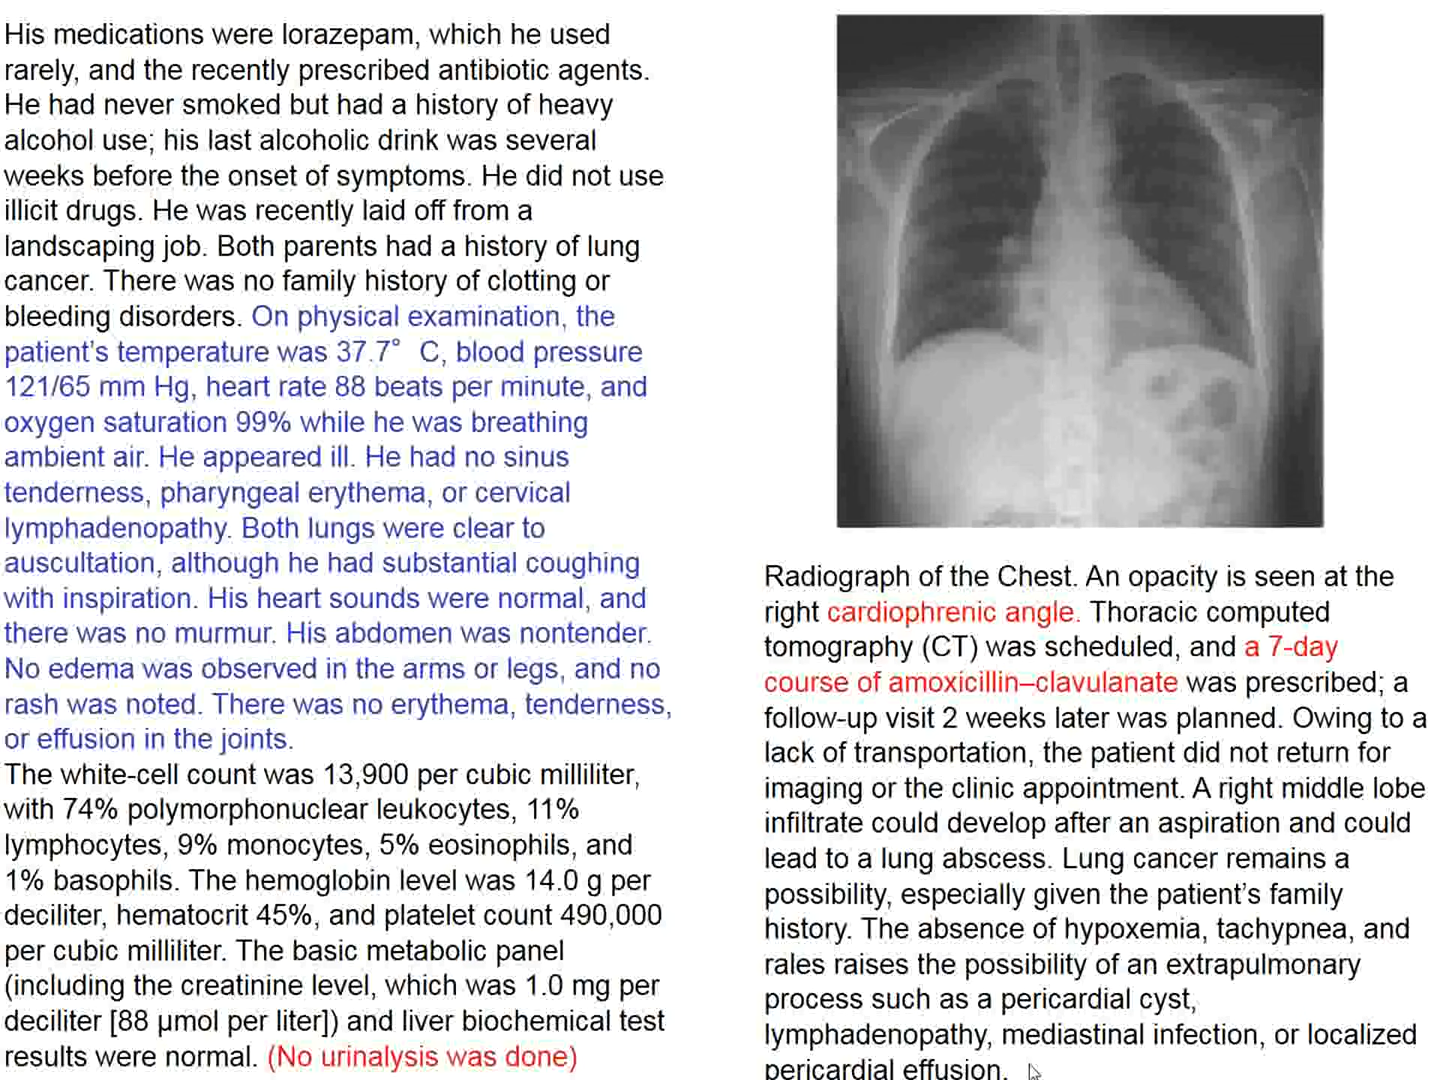 His medications were lorazepam, which he used
rarely, and the recently prescribed antibiotic agents.
He had never smoked but had a history of heavy
alcohol use; his last alcoholic drink was several
weeks before the onset of symptoms. He did not use
illicit drugs. He was recently laid off from a
landscaping job. Both parents had a history of lung
cancer. There was no family history of clotting or
bleeding disorders. On physical examination, the
patient's temperature was 37.7° C, blood pressure
121/65 mm Hg, heart rate 88 beats per minute, and
oxygen saturation 99% while he was breathing
ambient air. He appeared ill. He had no sinus
tenderness, pharyngeal erythema, or cervical
lymphadenopathy. Both lungs were clear to
auscultation, although he had substantial coughing
with inspiration. His heart sounds were normal, and
there was no murmur. His abdomen was nontender.
No edema was observed in the arms or legs, and no
rash was noted. There was no erythema, tenderness,
or effusion in the joints.
The white-cell count was 13,900 per cubic milliliter,
with 74% polymorphonuclear leukocytes, 11%
lymphocytes, 9% monocytes, 5% eosinophils, and
1% basophils. The hemoglobin level was 14.0 g per
deciliter, hematocrit 45%, and platelet count 490,000
per cubic milliliter. The basic metabolic panel
(including the creatinine level, which was 1.0 mg per
deciliter [88 μmol per liter]) and liver biochemical test
results were normal. (No urinalysis was done)
Radiograph of the Chest. An opacity is seen at the
right cardiophrenic angle. Thoracic computed
tomography (CT) was scheduled, and a 7-day
course of amoxicillin–clavulanate was prescribed; a
follow-up visit 2 weeks later was planned. Owing to a
lack of transportation, the patient did not return for
imaging or the clinic appointment. A right middle lobe
infiltrate could develop after an aspiration and could
lead to a lung abscess. Lung cancer remains a
possibility, especially given the patient's family
history. The absence of hypoxemia, tachypnea, and
rales raises the possibility of an extrapulmonary
process such as a pericardial cyst,
lymphadenopathy, mediastinal infection, or localized
pericardial effusion.